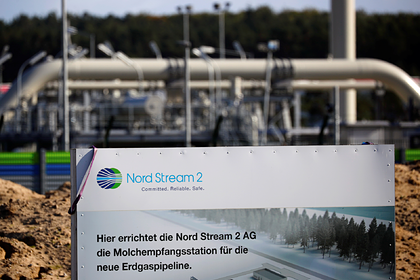 Nord Stream 2
Committed. Reliable. Safe.
Hier errichtet die Nord Stream 2 AG
die Molchempfangsstation für die
neue Erdgaspipeline.